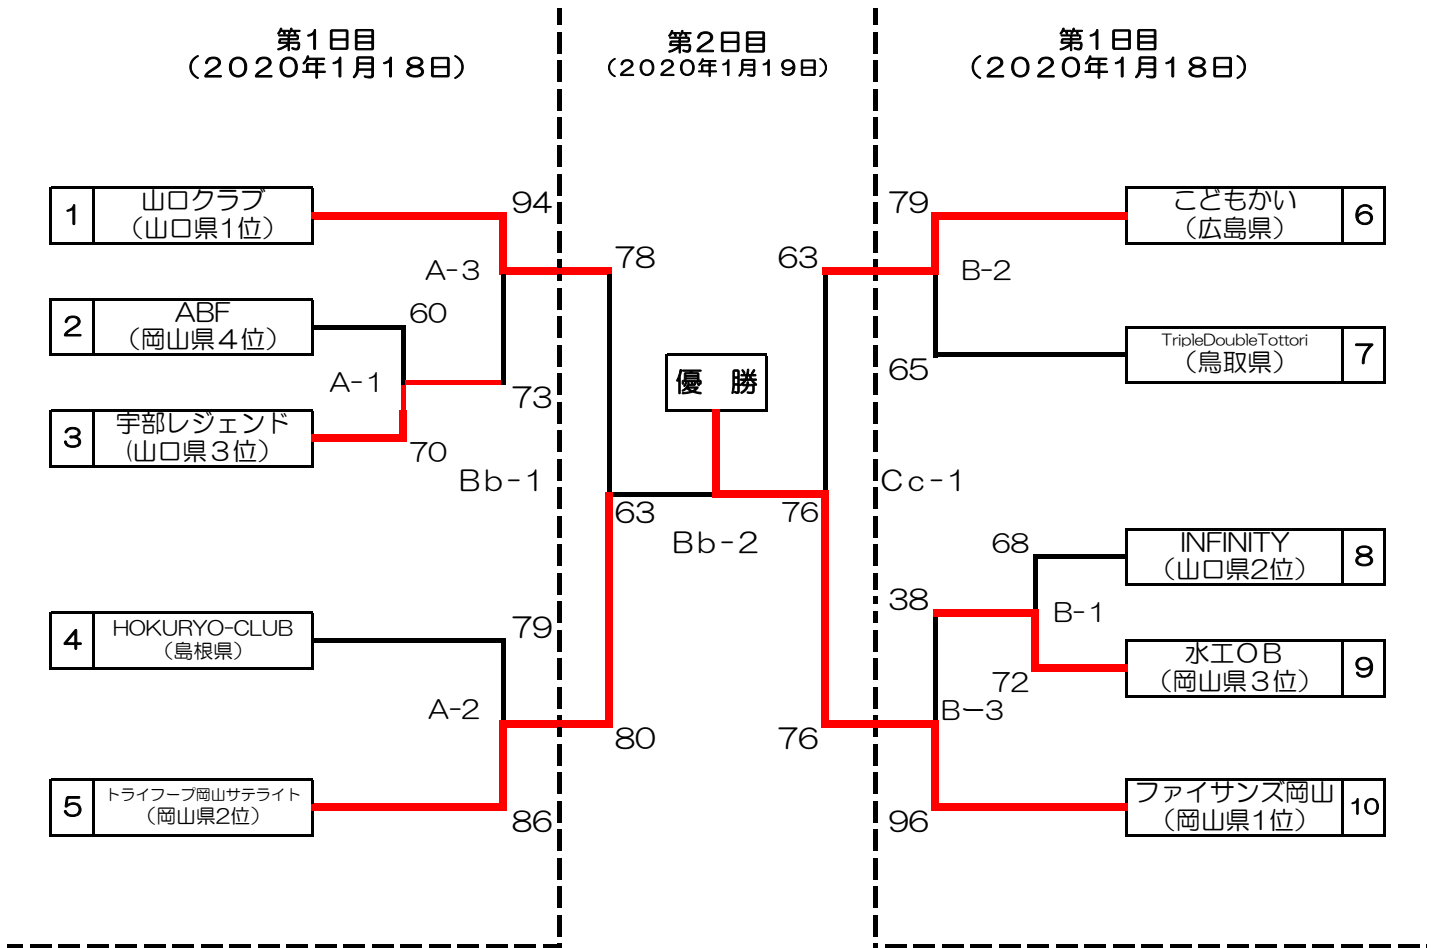 第１日目
（２０２０年１月１８日）
第２日目
（２０２０年１月１９日）
第１日目
（２０２０年１月１８日）
1
山口クラブ
（山口県1位）
94
A-3
2
ABF
（岡山県４位）
60
A-1
73
3
宇部レジェンド
（山口県３位）
70
Bb-1
78
63
優　勝
63
76
Bb-2
4
HOKURYO-CLUB
（島根県）
79
A-2
80
5
トライフープ岡山サテライト
（岡山県2位）
86
79
こどもかい
（広島県）
6
B-2
65
TripleDoubleTottori
（鳥取県）
7
Cc-1
68
INFINITY
（山口県2位）
8
38
B-1
72
水工ＯＢ
（岡山県３位）
9
B－3
76
96
ファイサンズ岡山
（岡山県1位）
10